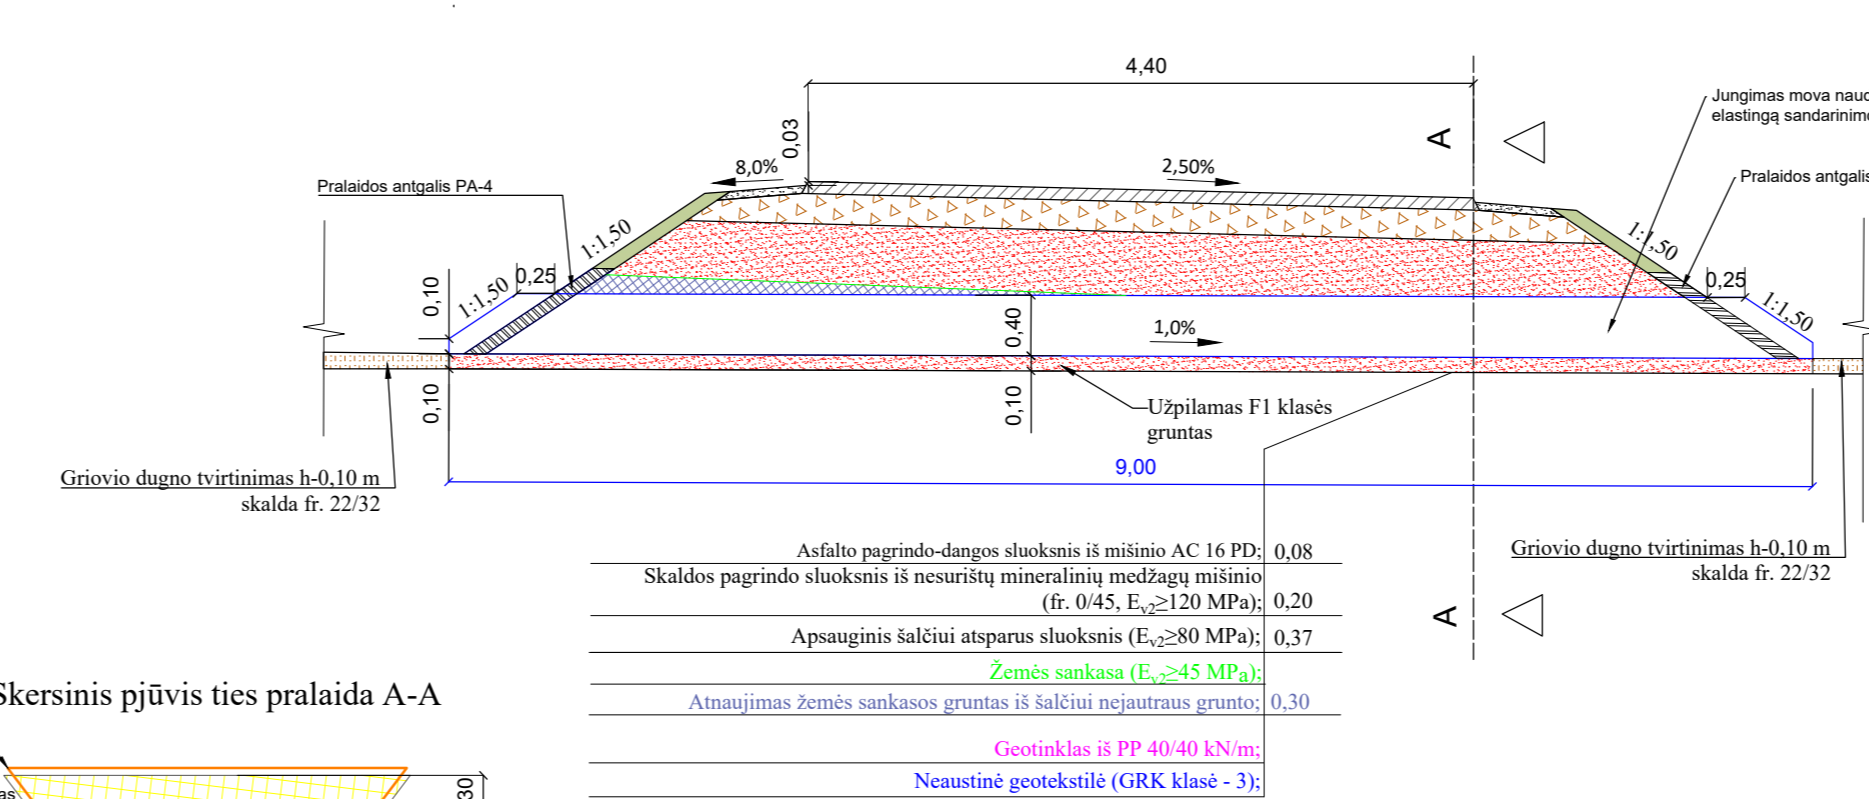 4,40
0,03
A
Jungimas mova
elastingą
8,0%
2,50%
Pralaidos antgalis PA-4
Pralaidos antgalis
1:1,50
1:1,50
0,25
1:1,50
0,10
0,25
1:1,50
0,40
1,0%
0,10
0,10
Užpilamas F1 klasės
gruntas
9,00
Griovio dugno tvirtinimas h-0,10 m
skalda fr. 22/32
Griovio dugno tvirtinimas h-0,10 m
skalda fr. 22/32
Asfalto pagrindo-dangos sluoksnis iš mišinio AC 16 PD; 0,08
Skaldos pagrindo sluoksnis iš nesurištų mineralinių medžagų mišinio
(fr. 0/45, Ev2≥120 MPa); 0,20
A
Apsauginis šalčiui atsparus sluoksnis (Ev2≥80 MPa); 0,37
Žemės sankasa (Ev2≥45 MPa);
Atnaujimas žemės sankasos gruntas iš šalčiui nejautraus grunto; 0,30
Geotinklas iš PP 40/40 kN/m;
Neaustinė geotekstilė (GRK klasė - 3);
Skersinis pjūvis ties pralaida A-A
30